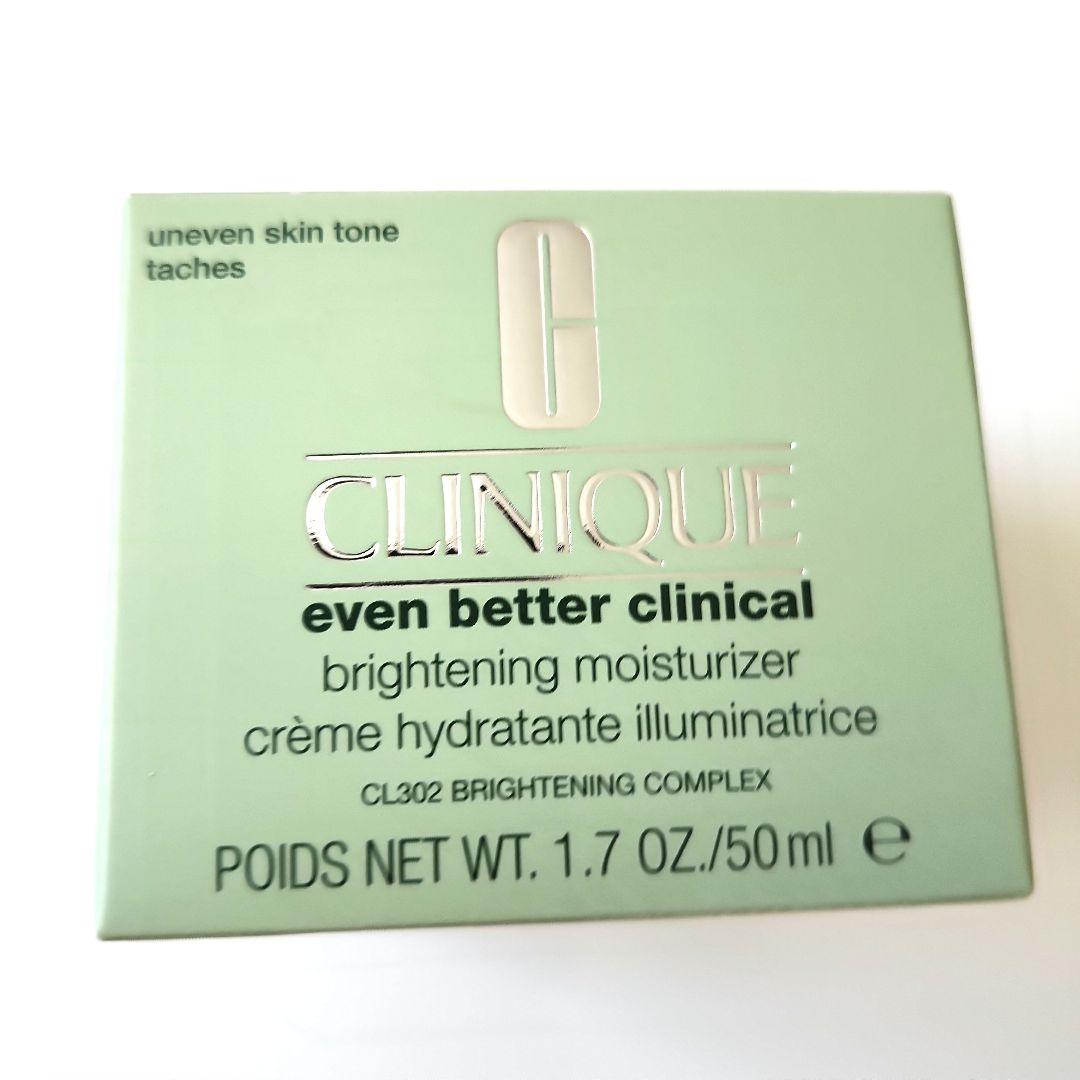 uneven skin tone
taches
C
CLINIQUE
even better clinical
brightening moisturizer
crème hydratante illuminatrice
CL302 BRIGHTENING COMPLEX
POIDS NET WT. 1.7 OZ./50 ml ℮